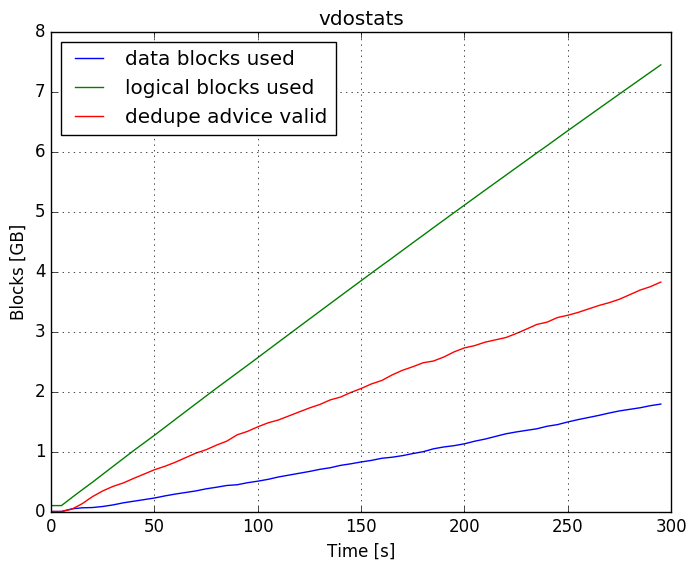 vdostats
data blocks used
logical blocks used
dedupe advice valid
Blocks [GB]
8
7
6
5
4
3
2
1
0
0 50 100 150 200 250 300
Time [s]